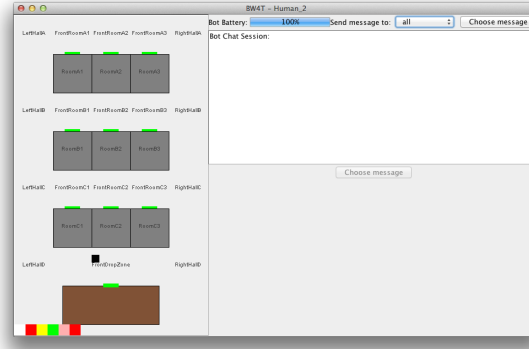 BW4T - Human_2
Bot Battery: 100% Send message to: all Choose message
Bot Chat Session:
LeftHallA FrontRoomA1 FrontRoomA2 FrontRoomA3 RightHallA
RoomA1 RoomA2 RoomA3
LeftHallB FrontRoomB1 FrontRoomB2 FrontRoomB3 RightHallB
RoomB1 RoomB2 RoomB3
Choose message
LeftHallC FrontRoomC1 FrontRoomC2 FrontRoomC3 RightHallC
RoomC1 RoomC2 RoomC3
LeftHallD FrontDropZone RightHallD